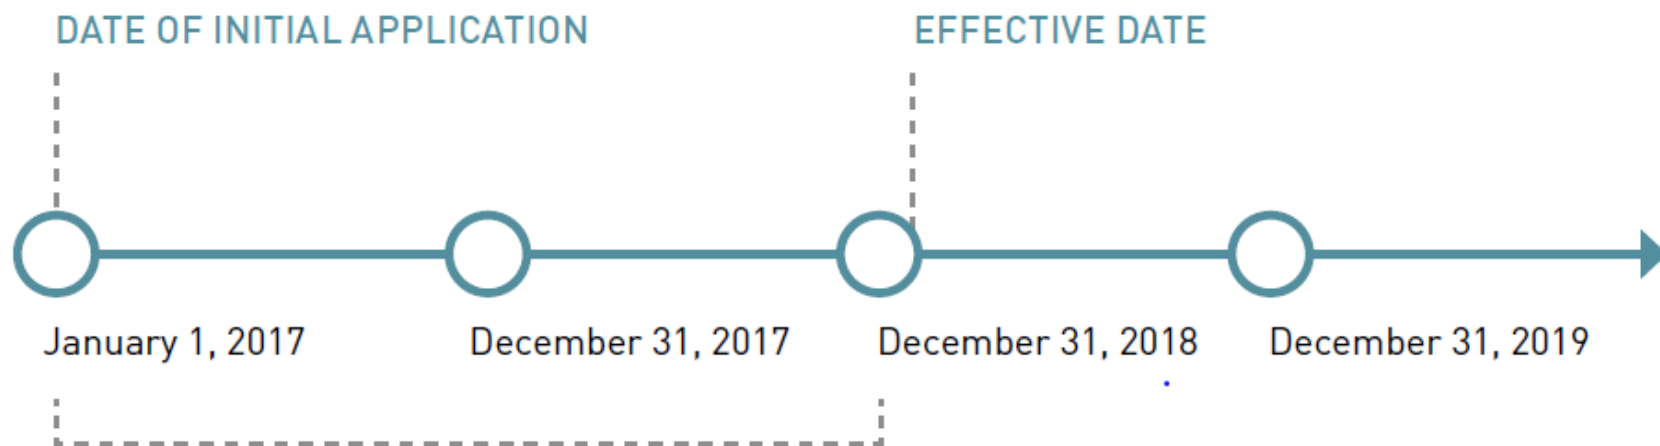 DATE OF INITIAL APPLICATION
EFFECTIVE DATE
January 1, 2017
December 31, 2017
December 31, 2018
December 31, 2019